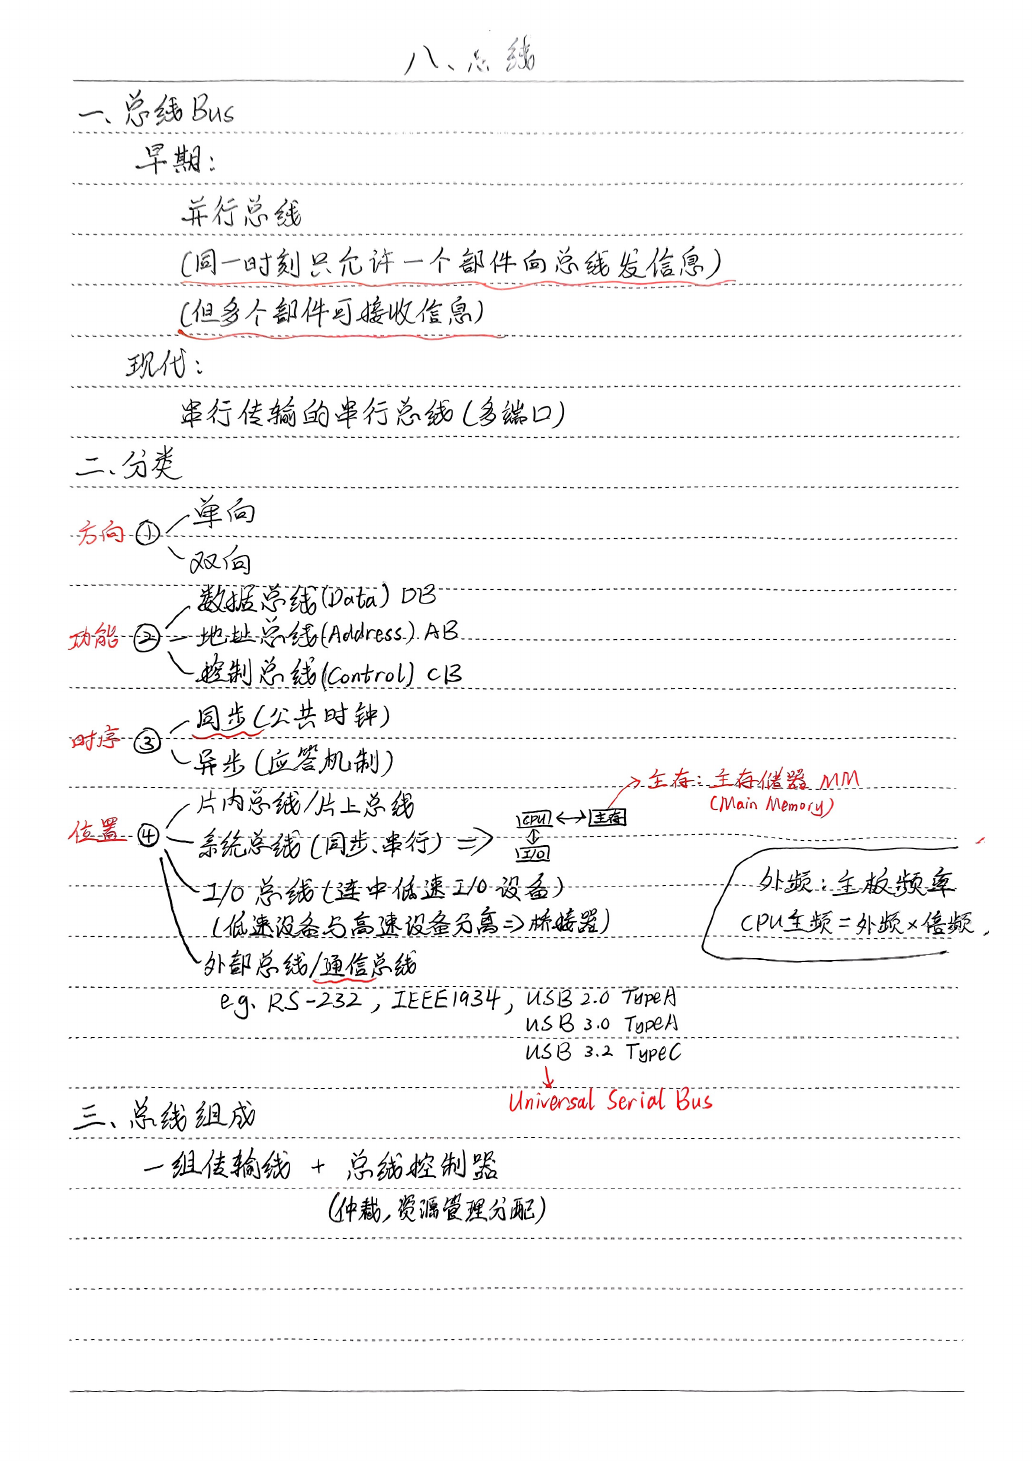 八、总线
一、总线Bus
早期：
并行总线
(同一时刻只允许一个部件向总线发信息)
(但多个部件可接收信息)
现代：
串行传输的串行总线(多端口)
二、分类
方向 ① 单向
双向
功能 ② 数据总线(Data) DB
地址总线(Address) AB
控制总线(Control) CB
时序 ③ 同步(公共时钟)
异步(应答机制)
位置 ④ 片内总线/片上总线
系统总线(同步、串行) => CPU ↔ 主存 → 主存：主存储器 MM
(Main Memory)
↕
I/O
I/O 总线(连中低速I/O设备)
(低速设备与高速设备分离=>桥接器)
外频：主板频率
CPU主频=外频×倍频
外部总线/通信总线
e.g. RS-232, IEEE1934, USB 2.0 TypeA
USB 3.0 TypeA
USB 3.2 TypeC
↓
Universal Serial Bus
三、总线组成
一组传输线 + 总线控制器
(仲裁,资源管理分配)